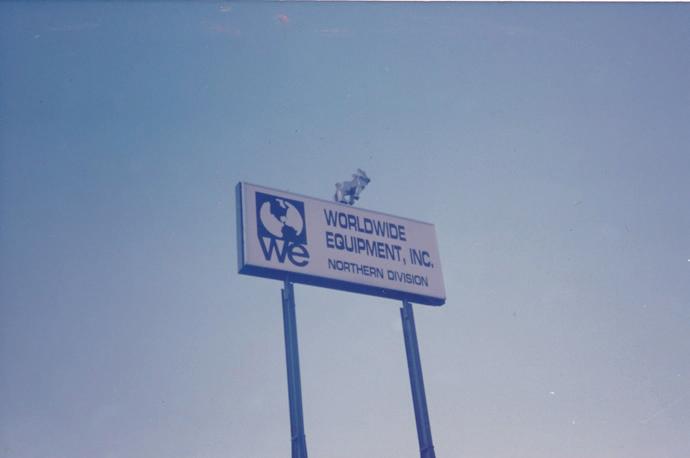 we
WORLDWIDE
EQUIPMENT, INC.
NORTHERN DIVISION